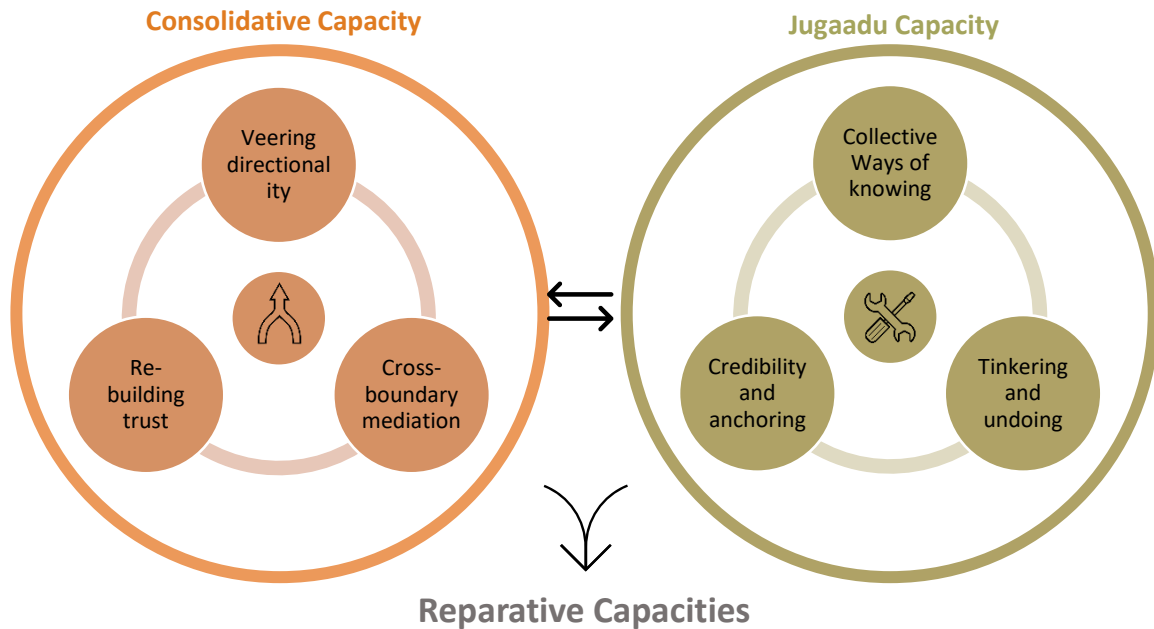 Consolidative Capacity
Jugaadu Capacity
Veering
directional
ity
Re-
building
trust
Cross-
boundary
mediation
Collective
Ways of
knowing
Credibility
and
anchoring
Tinkering
and
undoing
Reparative Capacities